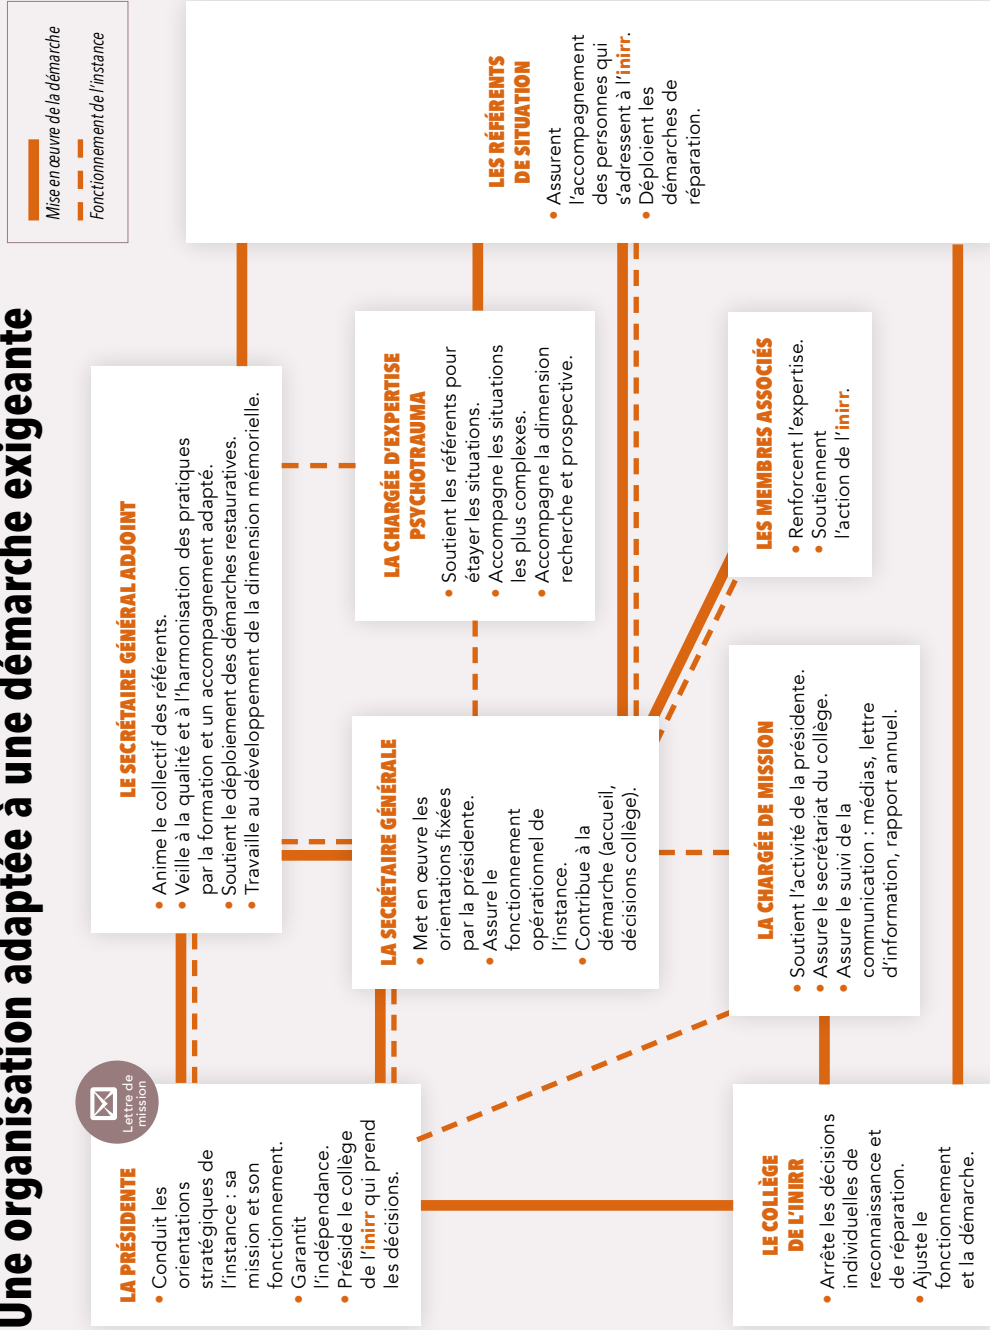 Une organisation adaptée à une démarche exigeante
Mise en œuvre de la démarche
Fonctionnement de l'instance
Lettre de
mission
LA PRÉSIDENTE
• Conduit les
orientations
stratégiques de
l'instance : sa
mission et son
fonctionnement.
• Garantit
l'indépendance.
• Préside le collège
de l'inirr qui prend
les décisions.
LE SECRÉTAIRE GÉNÉRAL ADJOINT
• Anime le collectif des référents.
• Veille à la qualité et à l'harmonisation des pratiques
par la formation et un accompagnement adapté.
• Soutient le déploiement des démarches restauratives.
• Travaille au développement de la dimension mémorielle.
LA SECRÉTAIRE GÉNÉRALE
• Met en œuvre les
orientations fixées
par la présidente.
• Assure le
fonctionnement
opérationnel de
l'instance.
• Contribue à la
démarche (accueil,
décisions collège).
LA CHARGÉE D'EXPERTISE
PSYCHOTRAUMA
• Soutient les référents pour
étayer les situations.
• Accompagne les situations
les plus complexes.
• Accompagne la dimension
recherche et prospective.
LES RÉFÉRENTS
DE SITUATION
• Assurent
l'accompagnement
des personnes qui
s'adressent à l'inirr.
• Déploient les
démarches de
réparation.
LE COLLÈGE
DE L'INIRR
• Arrête les décisions
individuelles de
reconnaissance et
de réparation.
• Ajuste le
fonctionnement
et la démarche.
LA CHARGÉE DE MISSION
• Soutient l'activité de la présidente.
• Assure le secrétariat du collège.
• Assure le suivi de la
communication : médias, lettre
d'information, rapport annuel.
LES MEMBRES ASSOCIÉS
• Renforcent l'expertise.
• Soutiennent
l'action de l'inirr.